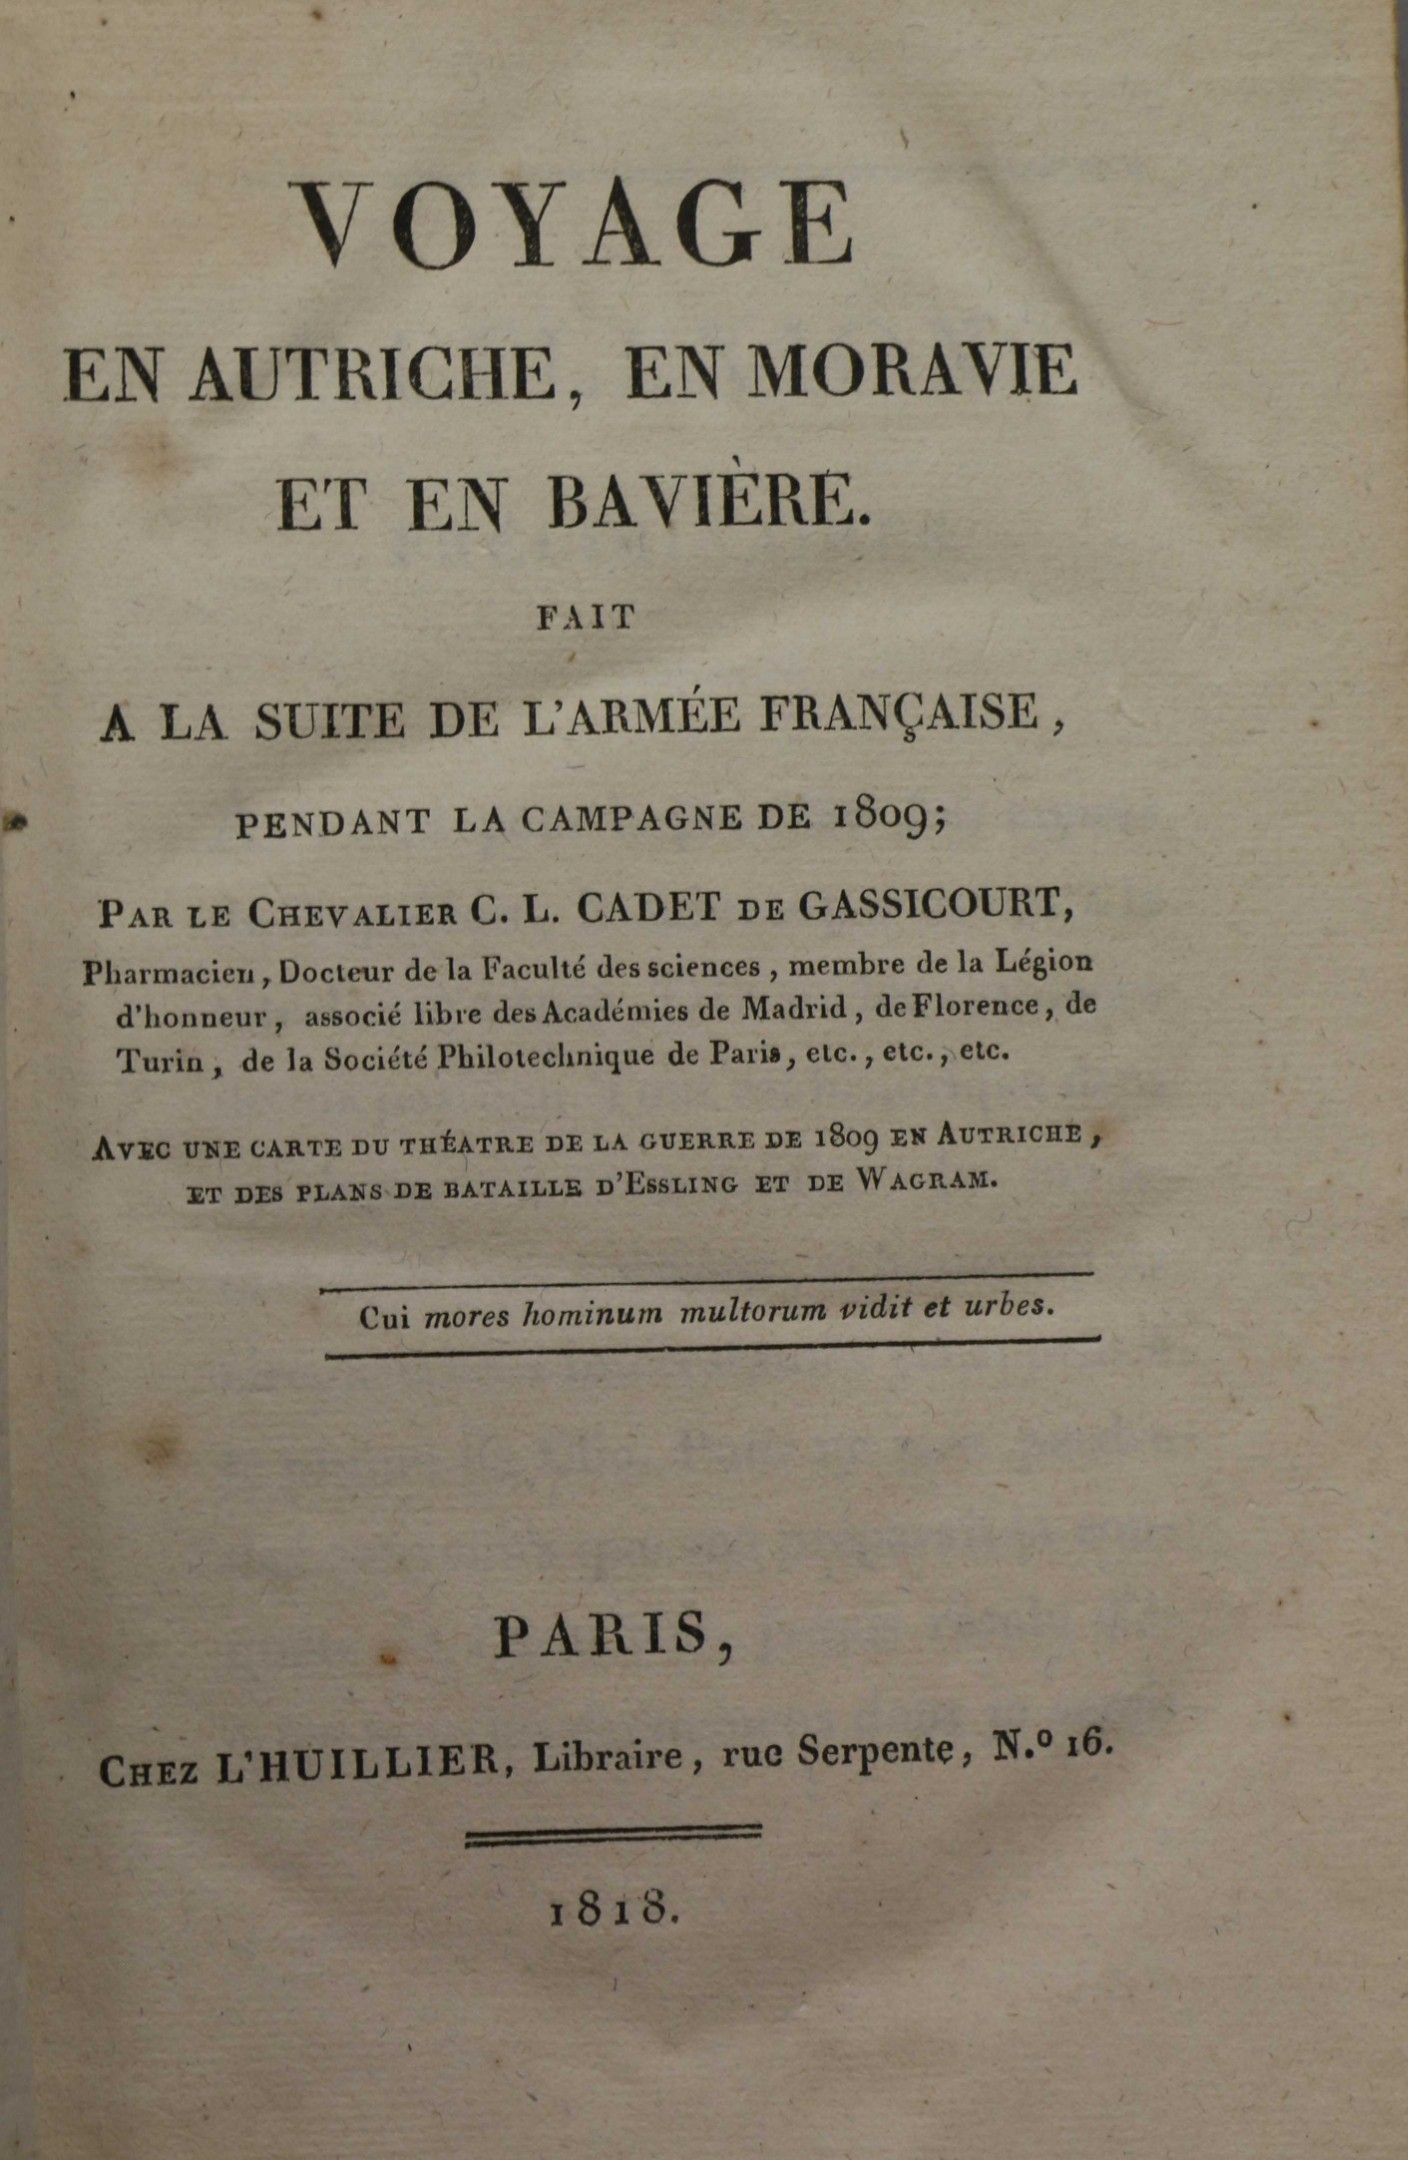 VOYAGE
EN AUTRICHE, EN MORAVIE
ET EN BAVIÈRE.
FAIT
A LA SUITE DE L'ARMÉE FRANÇAISE,
PENDANT LA CAMPAGNE DE 1809;
PAR LE CHEVALIER C. L. CADET DE GASSICOURT,
Pharmacien, Docteur de la Faculté des sciences, membre de la Légion
d'honneur, associé libre des Académies de Madrid, de Florence, de
Turin, de la Société Philotechnique de Paris, etc., etc., etc.
AVEC UNE CARTE DU THÉATRE DE LA GUERRE DE 1809 EN AUTRICHE,
ET DES PLANS DE BATAILLE D'ESSLING ET DE WAGRAM.
Cui mores hominum multorum vidit et urbes.
PARIS,
CHEZ L'HUILLIER, Libraire, rue Serpente, N.º 16.
1818.